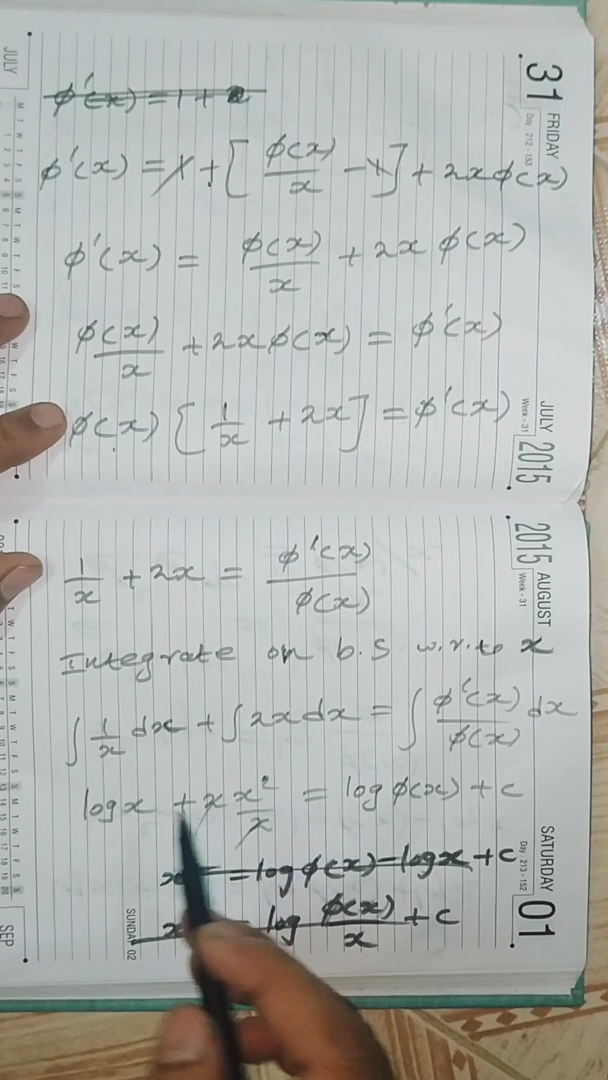 31 FRIDAY
Day 212 - 153
JULY
ϕ'(x) = 1 +
ϕ'(x) = 1 + [ϕ(x)/x - 1] + 2xϕ(x)
ϕ'(x) = ϕ(x)/x + 2x ϕ(x)
ϕ(x)/x + 2xϕ(x) = ϕ'(x)
ϕ(x) [1/x + 2x] = ϕ'(x)
JULY 2015
Week - 31
2015 AUGUST
Week - 31
1/x + 2x = ϕ'(x)/ϕ(x)
Integrate on b.s w.r.to x
∫ 1/x dx + ∫ 2x dx = ∫ ϕ'(x)/ϕ(x) dx
log x + 2 x²/2 = log ϕ(x) + c
= log ϕ(x) - log x + c
= log ϕ(x)/x + c
SATURDAY 01
Day 213 - 152
SUNDAY 02
SEP